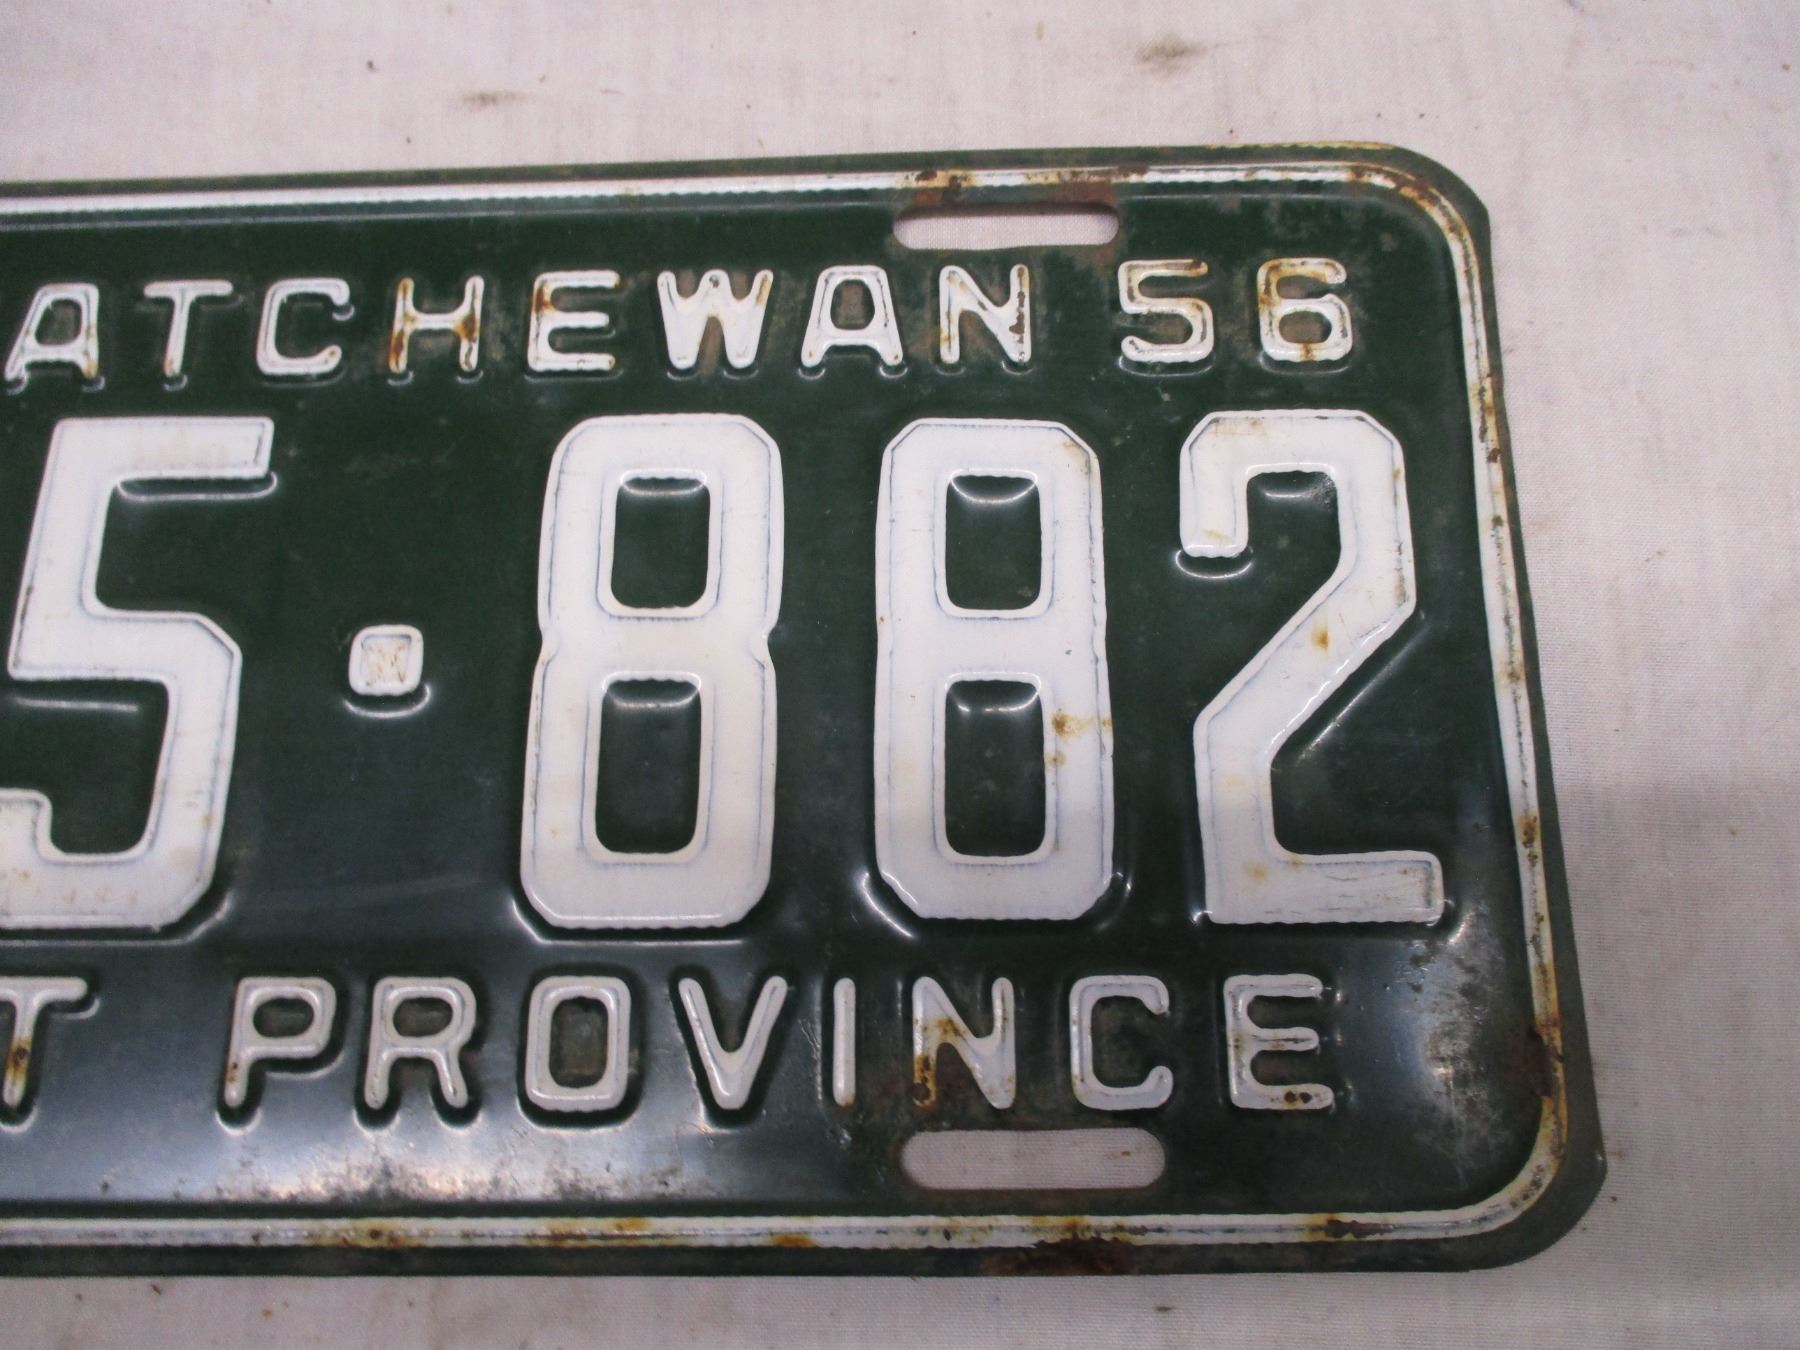 ATCHEWAN 56
5·882
T PROVINCE